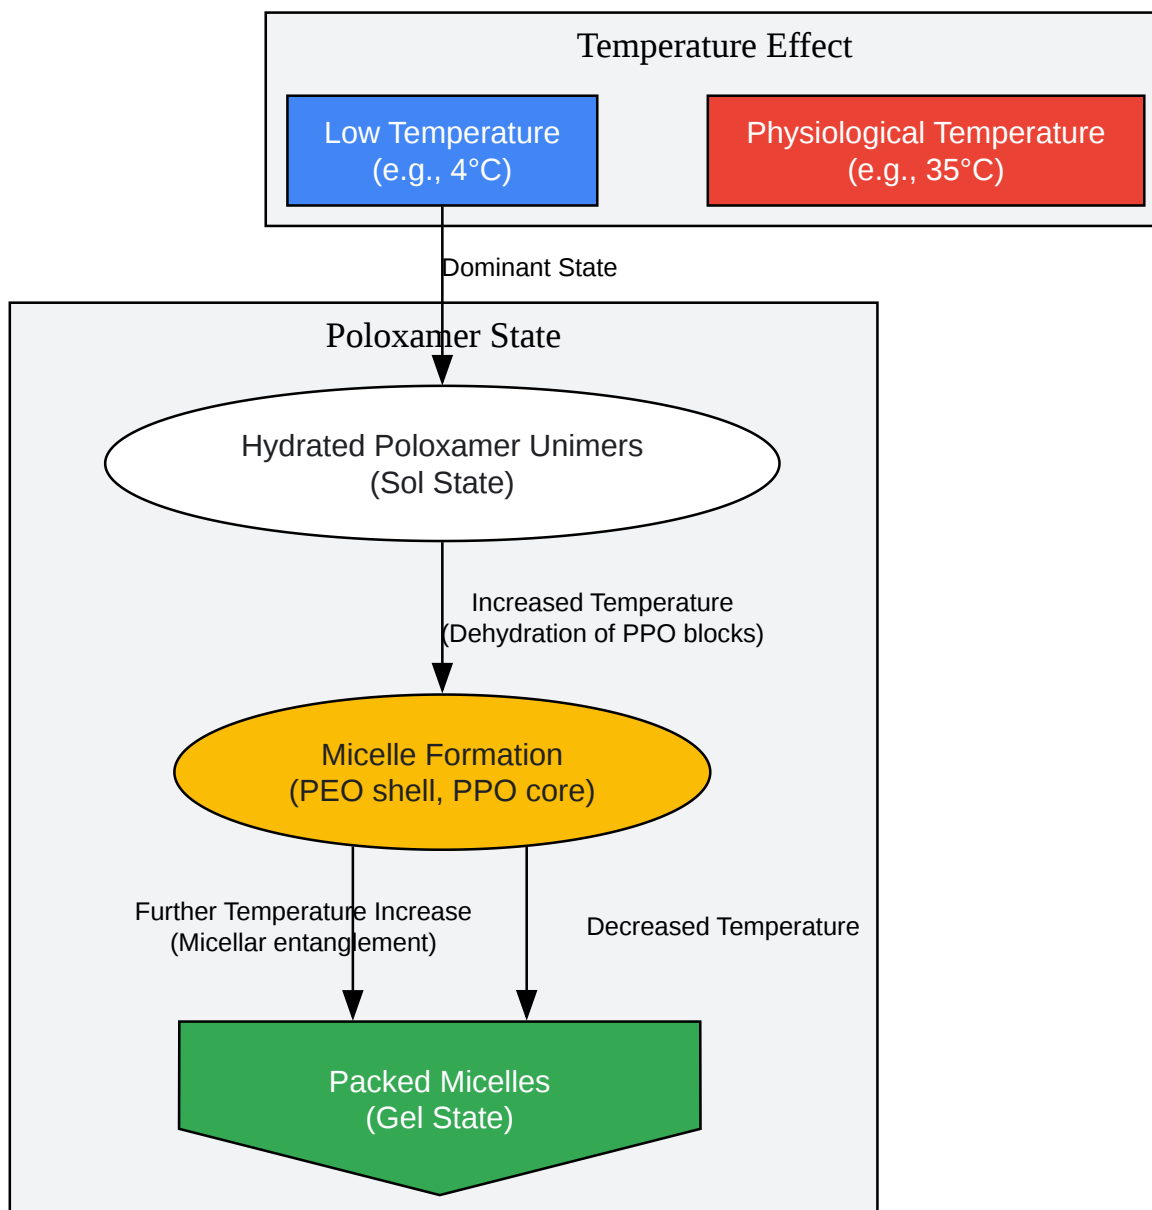 Temperature Effect
Low Temperature
(e.g., 4°C)
Physiological Temperature
(e.g., 35°C)
Dominant State
Poloxamer State
Hydrated Poloxamer Unimers
(Sol State)
Increased Temperature
(Dehydration of PPO blocks)
Micelle Formation
(PEO shell, PPO core)
Further Temperature Increase
(Micellar entanglement)
Decreased Temperature
Packed Micelles
(Gel State)